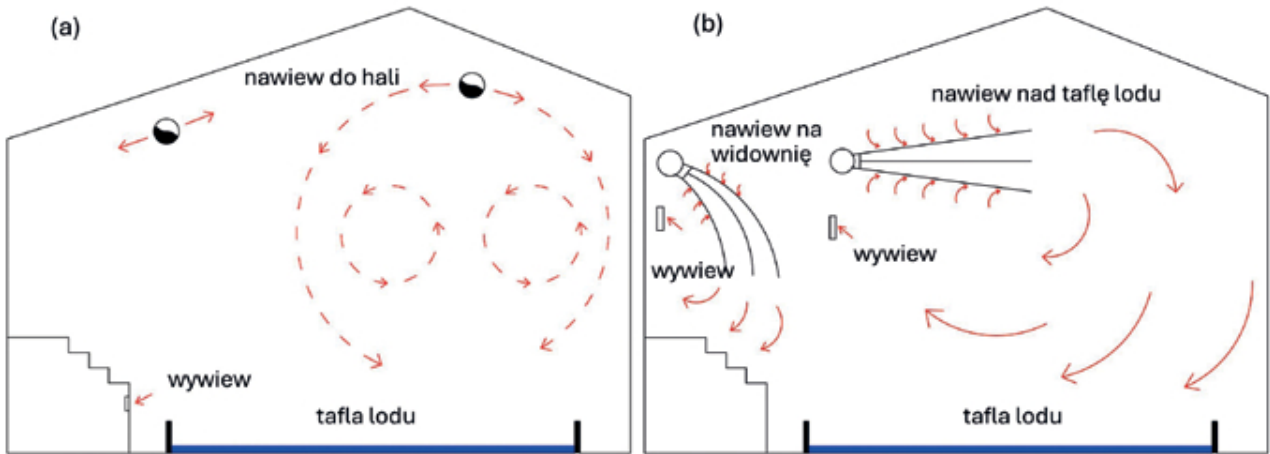 (a)
nawiew do hali
wywiew
tafla lodu
(b)
nawiew nad taflę lodu
nawiew na
widownię
wywiew
wywiew
tafla lodu